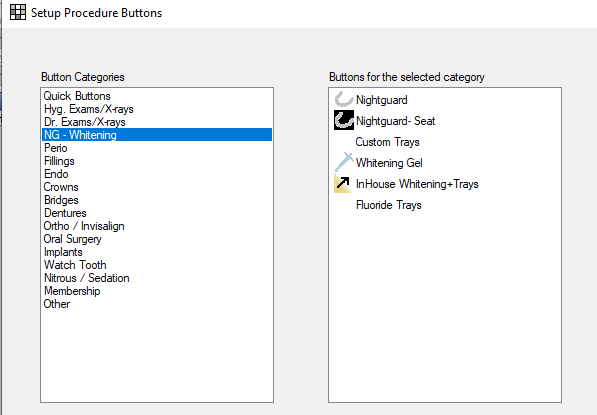 Setup Procedure Buttons
Button Categories
Quick Buttons
Hyg. Exams/X-rays
Dr. Exams/X-rays
NG - Whitening
Perio
Fillings
Endo
Crowns
Bridges
Dentures
Ortho / Invisalign
Oral Surgery
Implants
Watch Tooth
Nitrous / Sedation
Membership
Other
Buttons for the selected category
Nightguard
Nightguard- Seat
Custom Trays
Whitening Gel
InHouse Whitening+Trays
Fluoride Trays